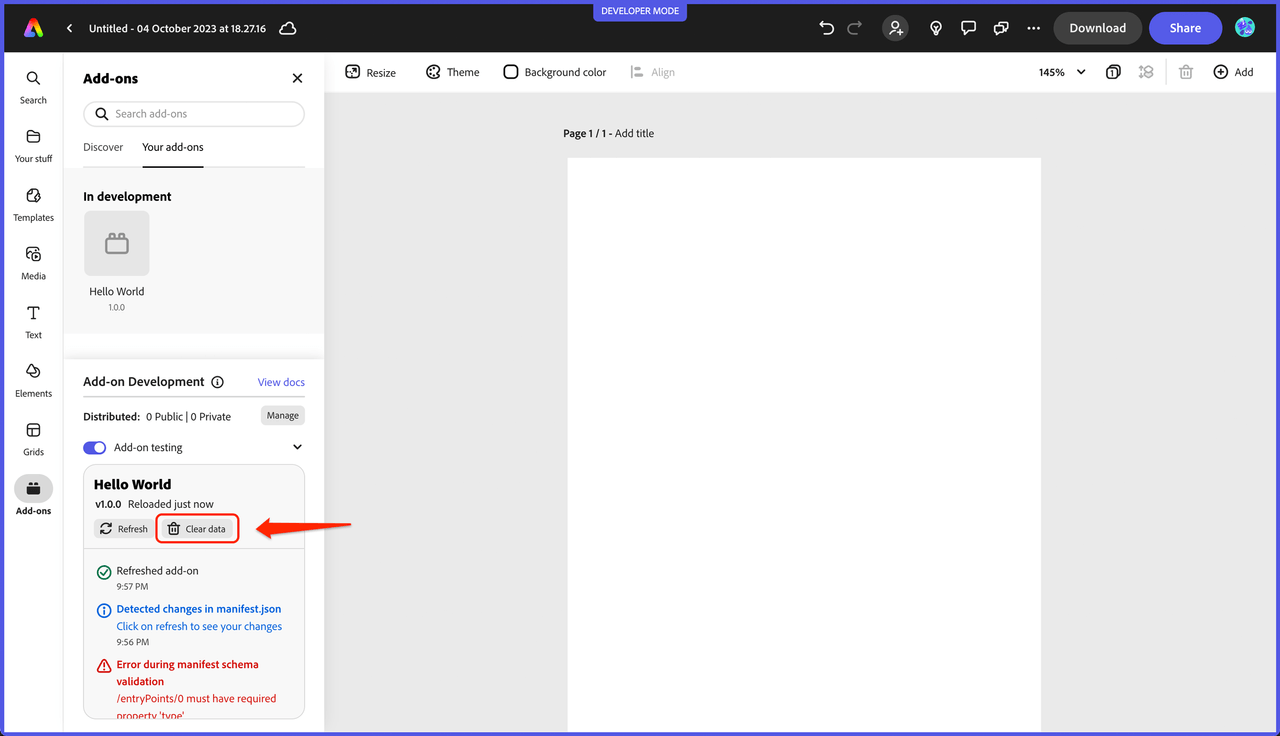 DEVELOPER MODE
Untitled - 04 October 2023 at 18.27.16
Download
Share
Search
Your stuff
Templates
Media
Text
Elements
Grids
Add-ons
Add-ons
Search add-ons
Discover
Your add-ons
In development
Hello World
1.0.0
Add-on Development
View docs
Distributed: 0 Public | 0 Private
Manage
Add-on testing
Hello World
v1.0.0 Reloaded just now
Refresh
Clear data
Refreshed add-on
9:57 PM
Detected changes in manifest.json
Click on refresh to see your changes
9:56 PM
Error during manifest schema
validation
/entryPoints/0 must have required
property 'type'
Resize
Theme
Background color
Align
145%
1
Add
Page 1 / 1 - Add title